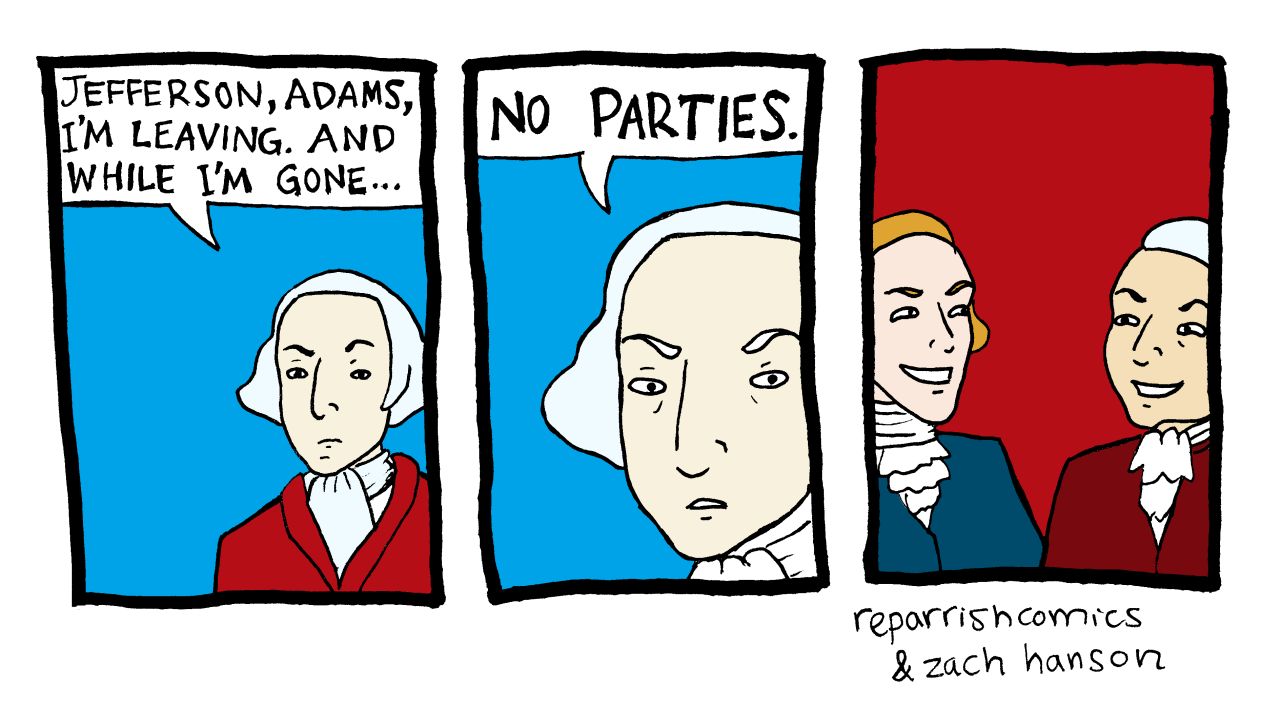 JEFFERSON, ADAMS,
I'M LEAVING. AND
WHILE I'M GONE...
NO PARTIES.
reparrishcomics
& zach hanson